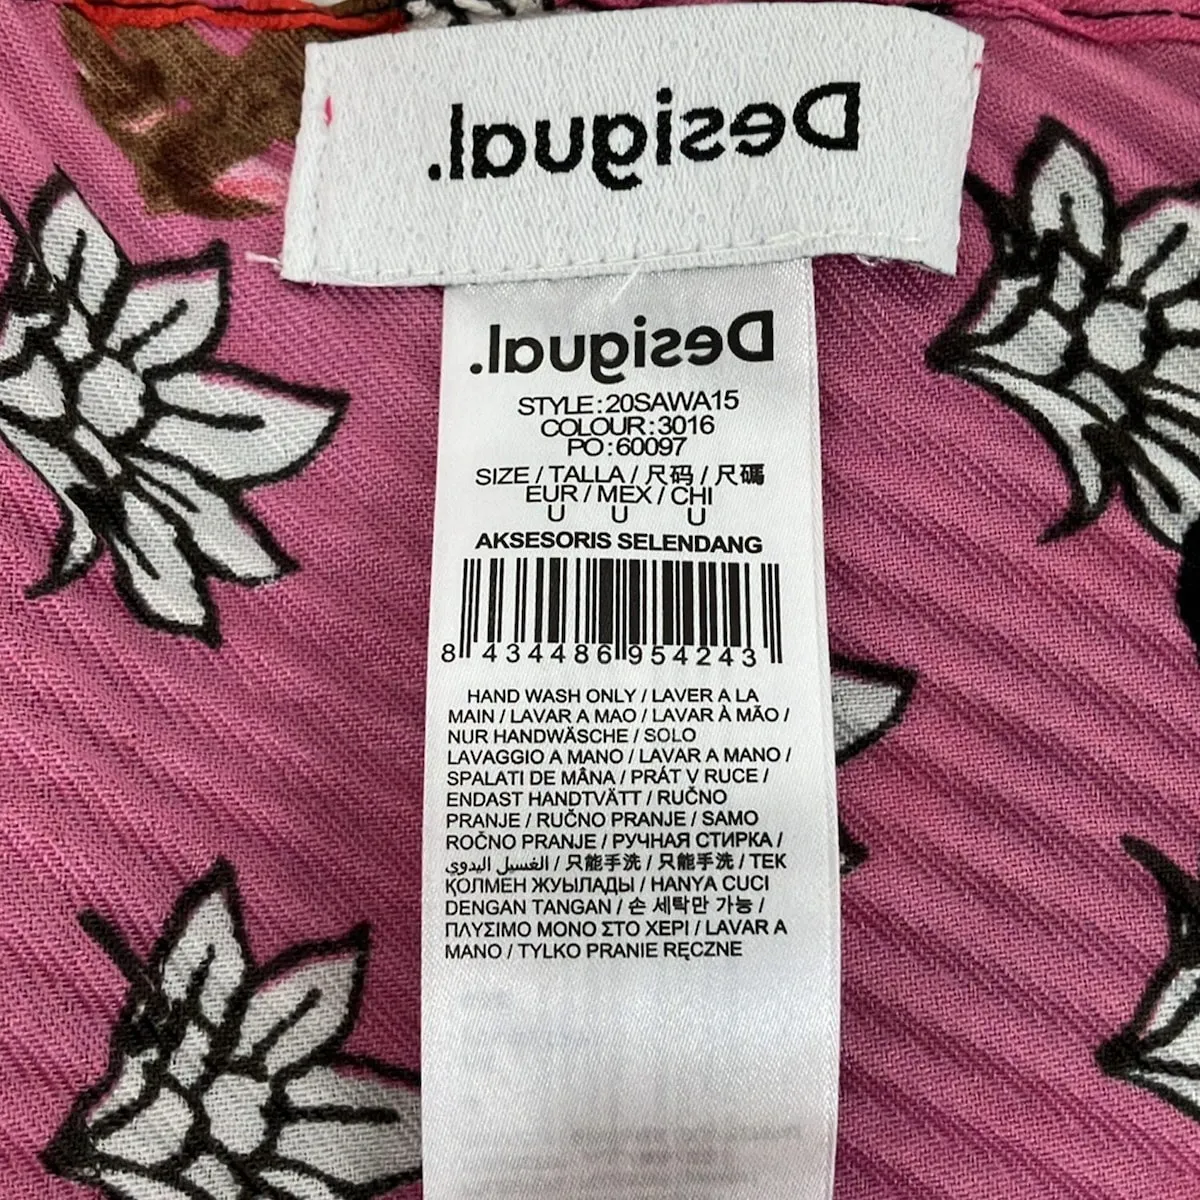 Desigual.
Desigual.
STYLE:20SAWA15
COLOUR:3016
PO:60097
SIZE / TALLA / 尺码 / 尺碼
EUR / MEX / CHI
U U U
AKSESORIS SELENDANG
8 434486 954243
HAND WASH ONLY / LAVER A LA
MAIN / LAVAR A MAO / LAVAR À MÃO /
NUR HANDWÄSCHE / SOLO
LAVAGGIO A MANO / LAVAR A MANO /
SPALATI DE MÂNA / PRÁT V RUCE /
ENDAST HANDTVÄTT / RUČNO
PRANJE / RUČNO PRANJE / SAMO
ROČNO PRANJE / РУЧНАЯ СТИРКА /
الغسيل اليدوي / 只能手洗 / 只能手洗 / ТЕК
ҚОЛМЕН ЖУЫЛАДЫ / HANYA CUCI
DENGAN TANGAN / 손 세탁만 가능 /
ΠΛΥΣΙΜΟ ΜΟΝΟ ΣΤΟ ΧΕΡΙ / LAVAR A
MANO / TYLKO PRANIE RĘCZNE